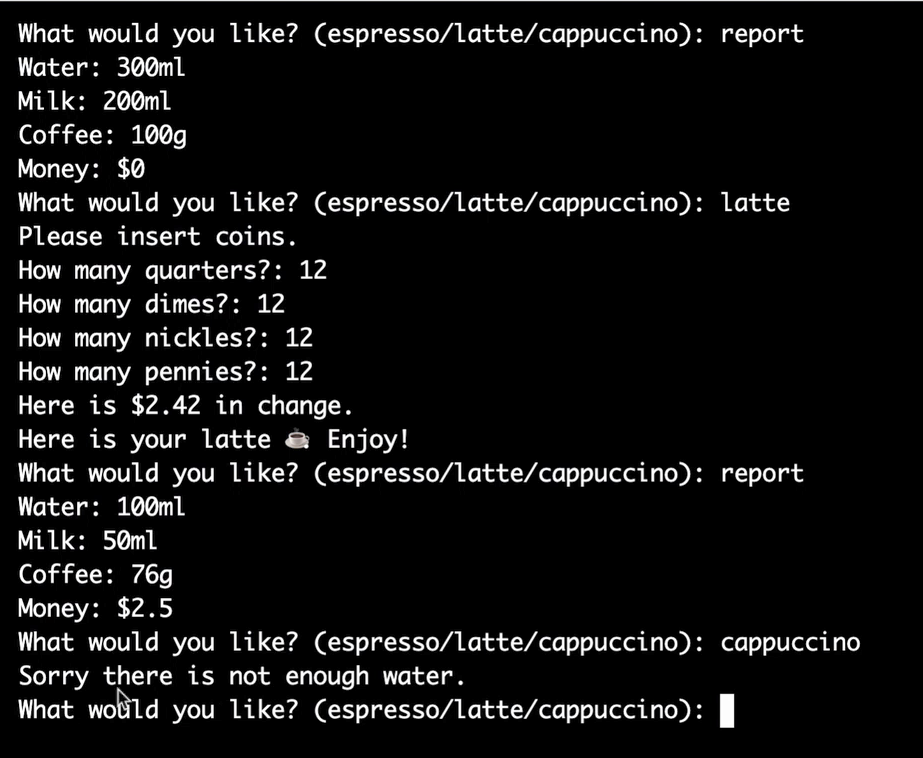 What would you like? (espresso/latte/cappuccino): report
Water: 300ml
Milk: 200ml
Coffee: 100g
Money: $0
What would you like? (espresso/latte/cappuccino): latte
Please insert coins.
How many quarters?: 12
How many dimes?: 12
How many nickles?: 12
How many pennies?: 12
Here is $2.42 in change.
Here is your latte ☕ Enjoy!
What would you like? (espresso/latte/cappuccino): report
Water: 100ml
Milk: 50ml
Coffee: 76g
Money: $2.5
What would you like? (espresso/latte/cappuccino): cappuccino
Sorry there is not enough water.
What would you like? (espresso/latte/cappuccino):